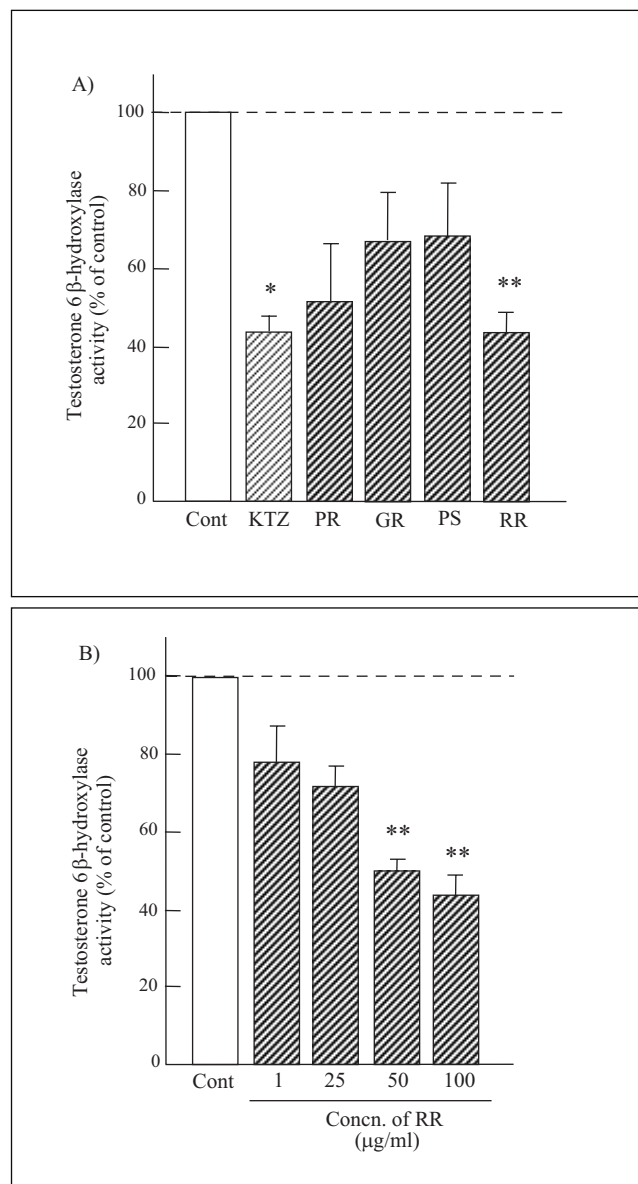 A)
Testosterone 6β-hydroxylase
activity (% of control)
100
80
60
40
20
0
*
**
Cont KTZ PR GR PS RR
B)
Testosterone 6β-hydroxylase
activity (% of control)
100
80
60
40
20
0
**
**
Cont 1 25 50 100
Concn. of RR
(μg/ml)